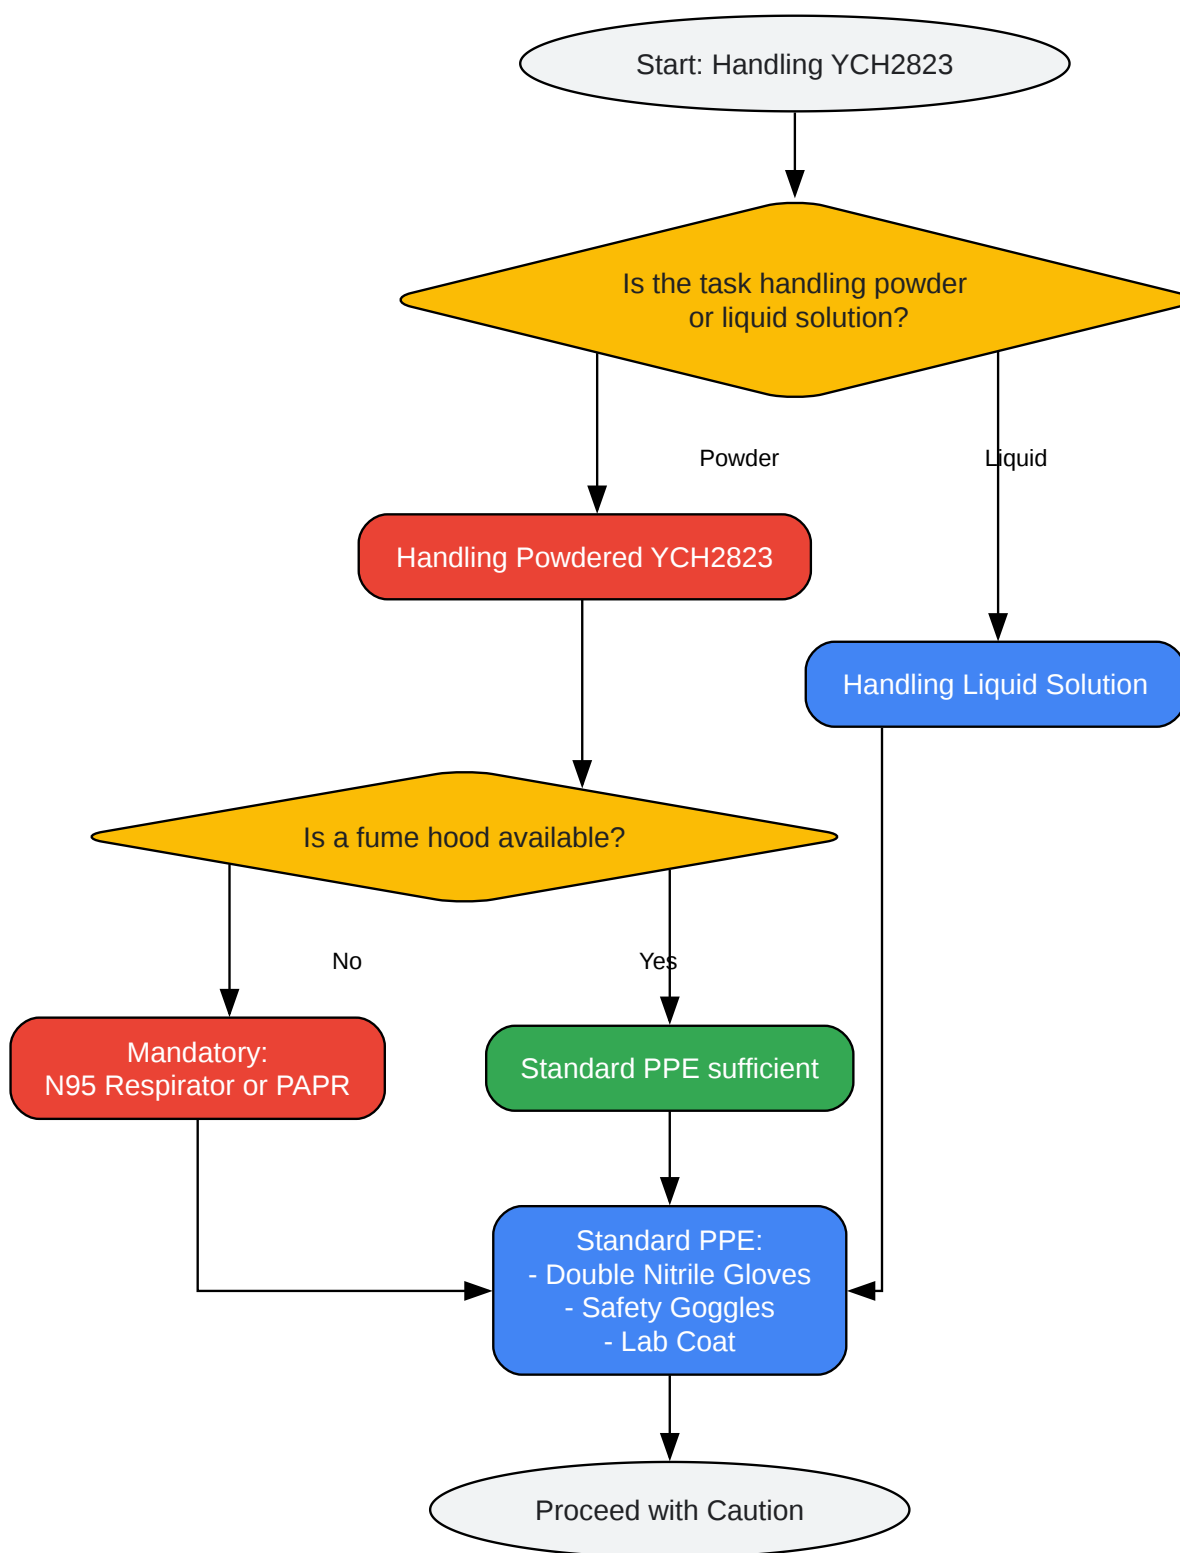 Start: Handling YCH2823
Is the task handling powder
or liquid solution?
Powder
Liquid
Handling Powdered YCH2823
Handling Liquid Solution
Is a fume hood available?
No
Yes
Mandatory:
N95 Respirator or PAPR
Standard PPE sufficient
Standard PPE:
- Double Nitrile Gloves
- Safety Goggles
- Lab Coat
Proceed with Caution